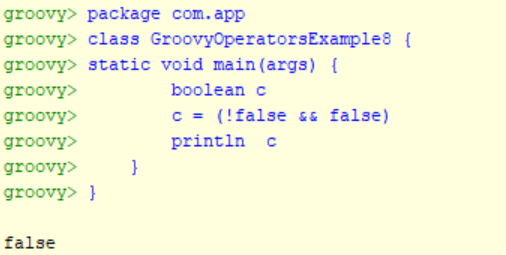 groovy> package com.app
groovy> class GroovyOperatorsExample8 {
groovy> static void main(args) {
groovy>         boolean c
groovy>         c = (!false && false)
groovy>         println  c
groovy>     }
groovy> }
false